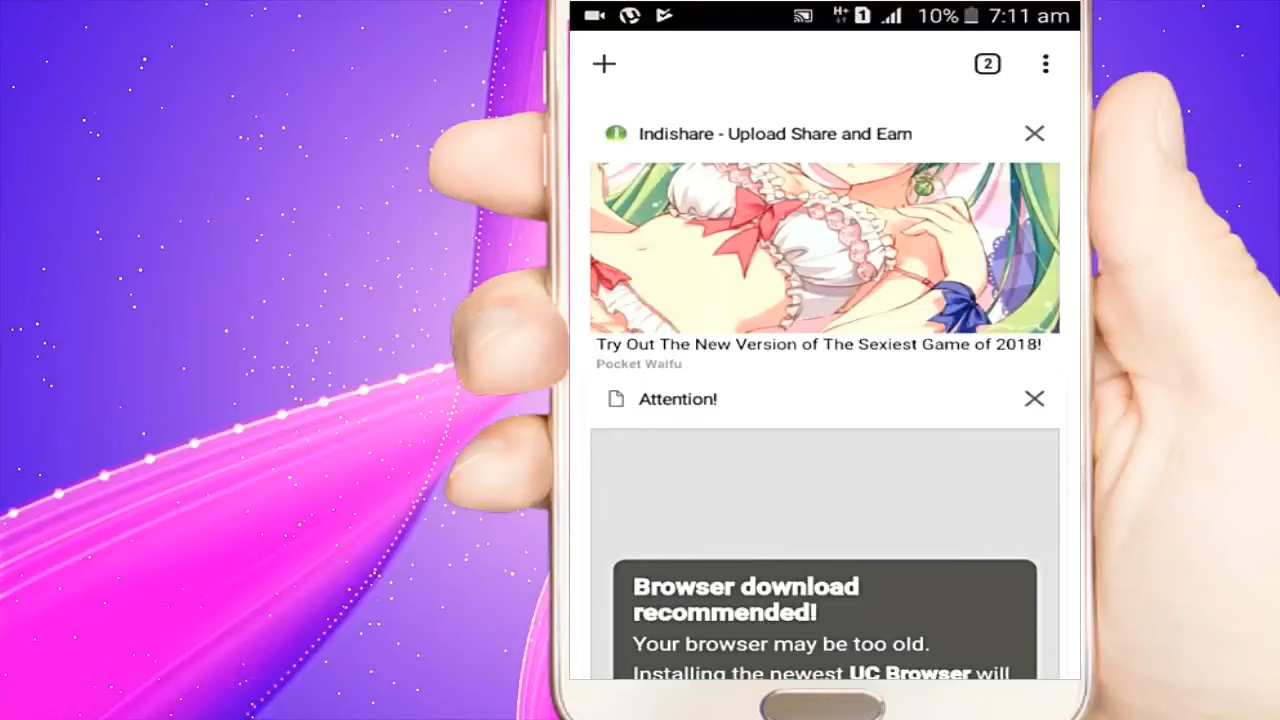 H+ 1 10% 7:11 am
2
Indishare - Upload Share and Earn
Try Out The New Version of The Sexiest Game of 2018!
Pocket Waifu
Attention!
Browser download
recommended!
Your browser may be too old.
Installing the newest UC Browser will